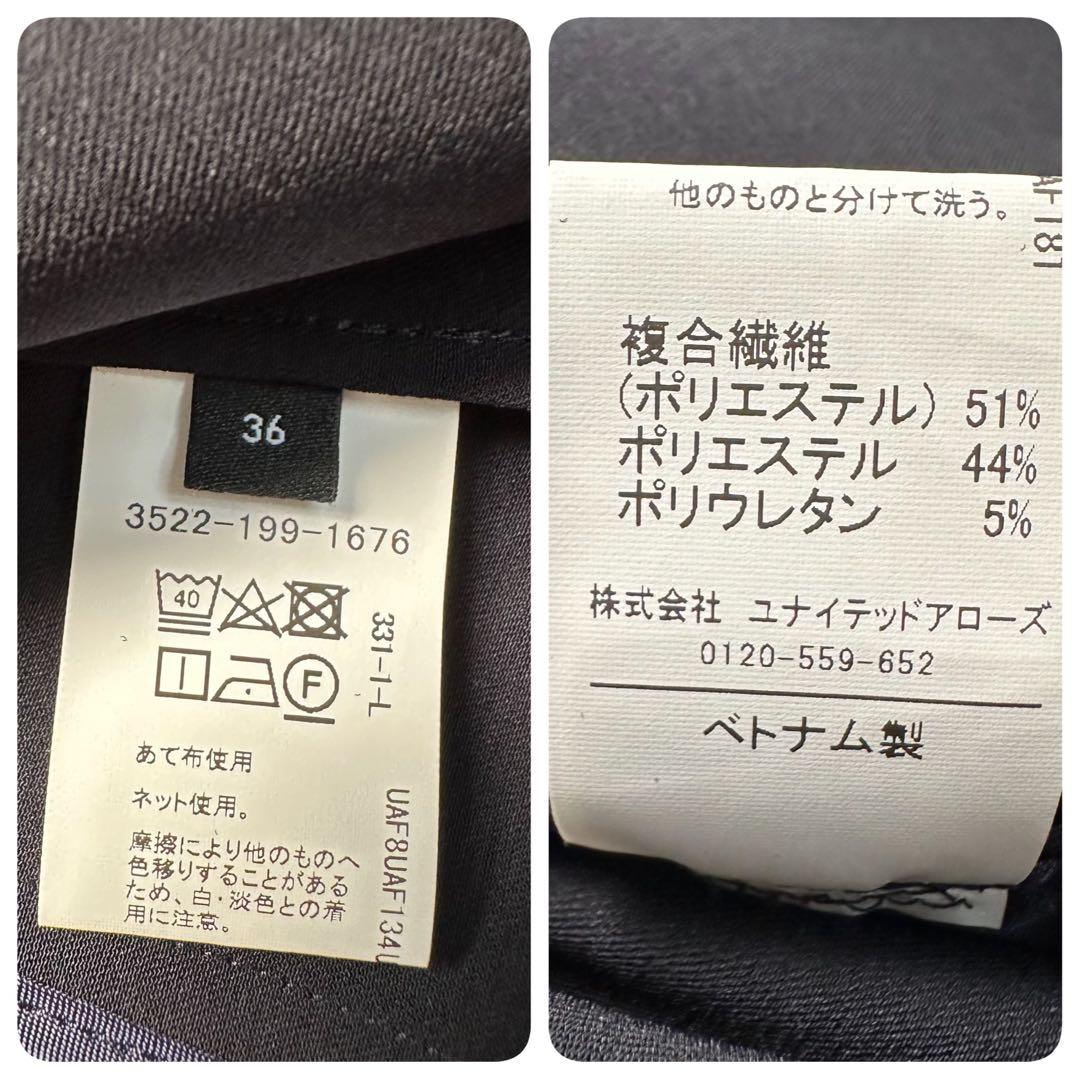 36
3522-199-1676
40
F
331-1-L
あて布使用
ネット使用。
摩擦により他のものへ
色移りすることがある
ため、白・淡色との着
用に注意。
UAF8UAF134U
他のものと分けて洗う。
複合繊維
(ポリエステル) 51%
ポリエステル 44%
ポリウレタン 5%
株式会社 ユナイテッドアローズ
0120-559-652
ベトナム製